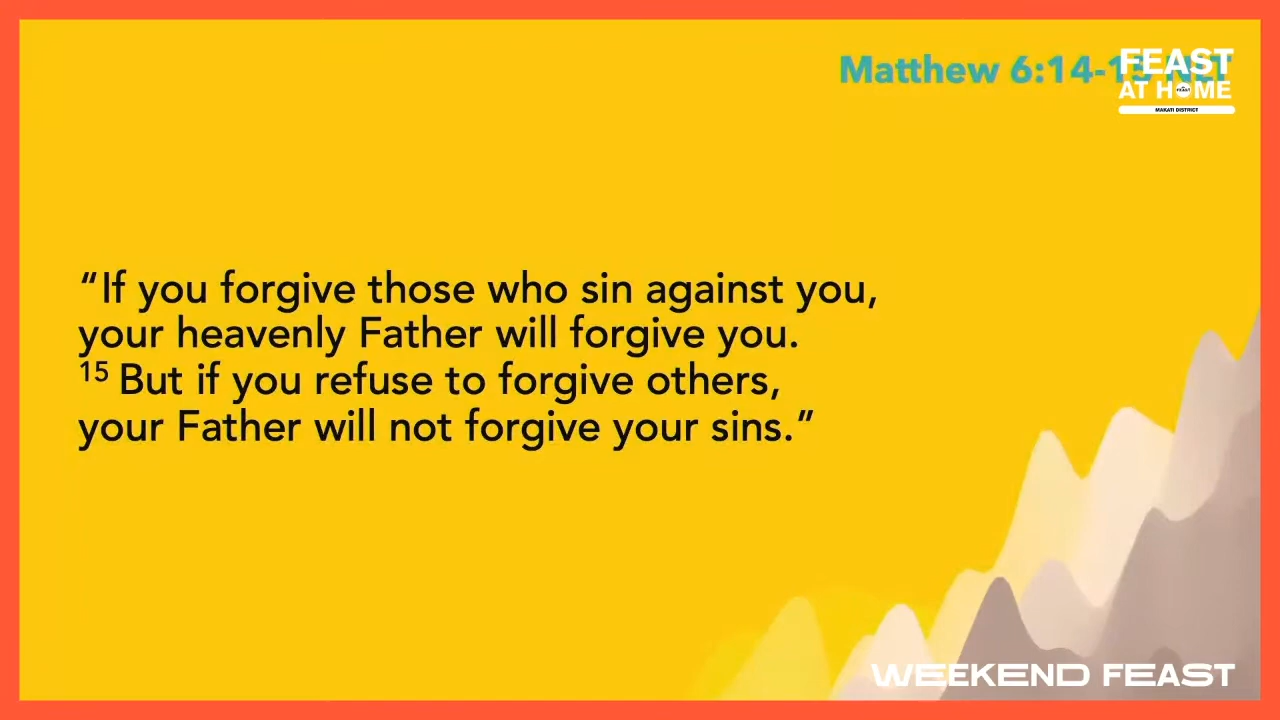 Matthew 6:14-15 NLT
FEAST
AT HOME
MAKATI DISTRICT
“If you forgive those who sin against you,
your heavenly Father will forgive you.
15 But if you refuse to forgive others,
your Father will not forgive your sins.”
WEEKEND FEAST